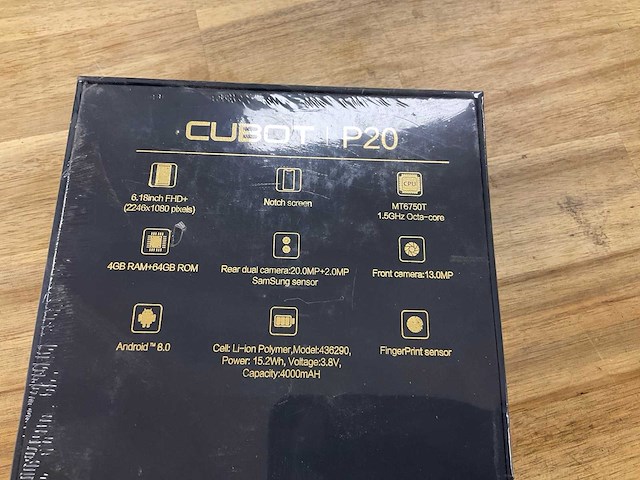 CUBOT | P20
6.18inch FHD+
(2246x1080 pixels)
Notch screen
CPU
MT6750T
1.5GHz Octa-core
4GB RAM+64GB ROM
Rear dual camera:20.0MP+2.0MP
SamSung sensor
Front camera:13.0MP
Android™ 8.0
Cell: Li-ion Polymer,Model:436290,
Power: 15.2Wh, Voltage:3.8V,
Capacity:4000mAH
FingerPrint sensor